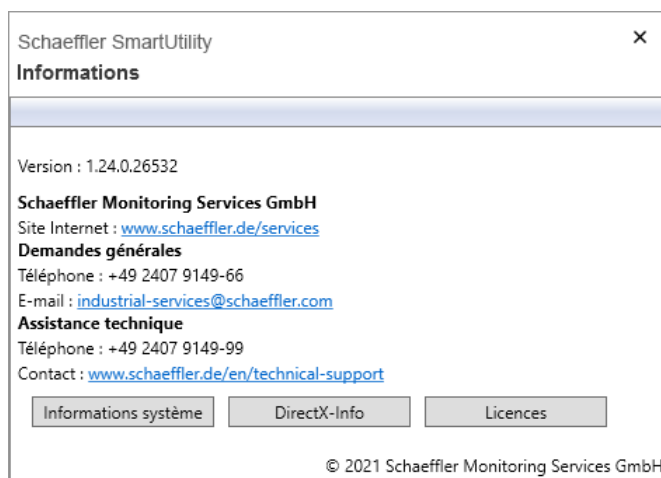 Schaeffler SmartUtility
Informations
Version : 1.24.0.26532
Schaeffler Monitoring Services GmbH
Site Internet : www.schaeffler.de/services
Demandes générales
Téléphone : +49 2407 9149-66
E-mail : industrial-services@schaeffler.com
Assistance technique
Téléphone : +49 2407 9149-99
Contact : www.schaeffler.de/en/technical-support
Informations système DirectX-Info Licences
© 2021 Schaeffler Monitoring Services GmbH